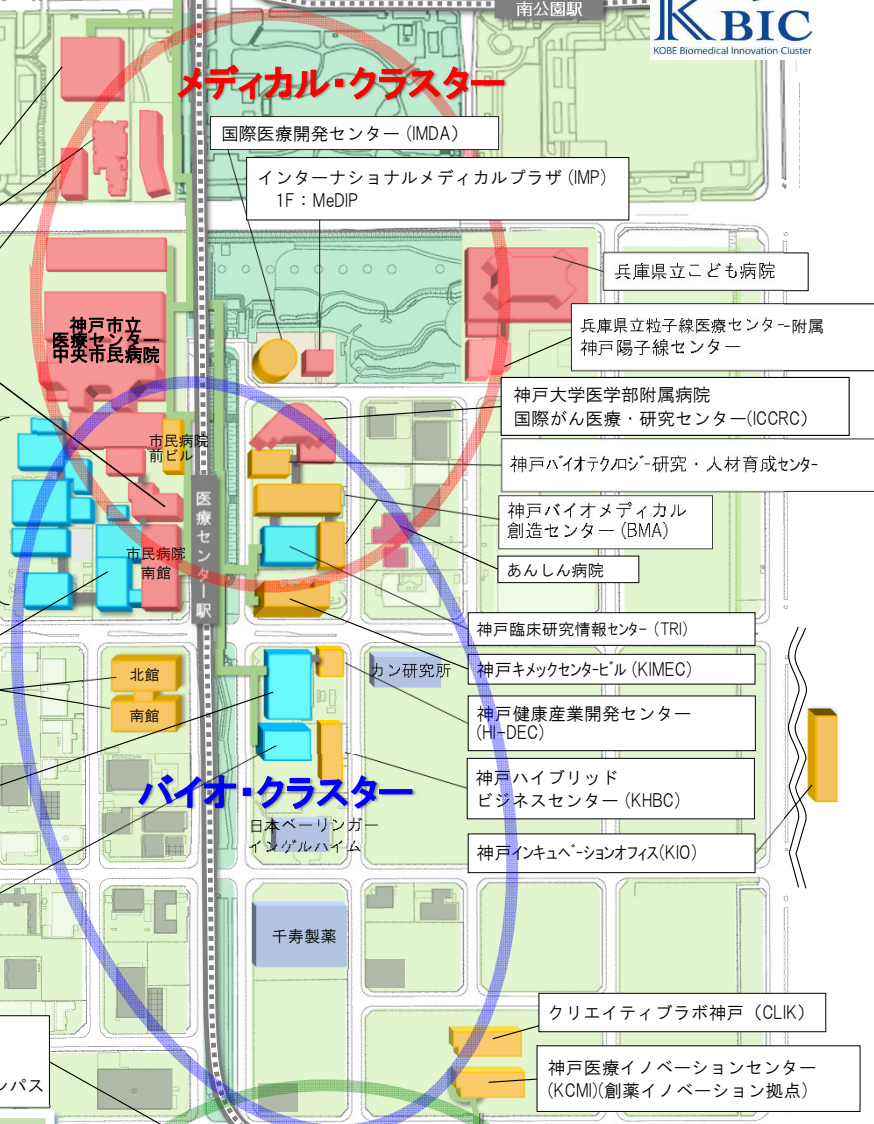 南公園駅
KBIC
KOBE Biomedical Innovation Cluster
メディカル・クラスター
国際医療開発センター(IMDA)
インターナショナルメディカルプラザ(IMP)
1F：MeDIP
兵庫県立こども病院
神戸市立
医療センター
中央市民病院
兵庫県立粒子線医療センター附属
神戸陽子線センター
神戸大学医学部附属病院
国際がん医療・研究センター(ICCRC)
市民病院
前ビル
神戸バイオテクノロジー研究・人材育成センター
医療センター駅
神戸バイオメディカル
創造センター(BMA)
市民病院
南館
あんしん病院
神戸臨床研究情報センター(TRI)
北館
カン研究所
神戸キメックセンタービル(KIMEC)
南館
神戸健康産業開発センター
(HI-DEC)
神戸ハイブリッド
ビジネスセンター(KHBC)
バイオ・クラスター
日本ベーリンガー
インゲルハイム
神戸インキュベーションオフィス(KIO)
千寿製薬
クリエイティブラボ神戸（CLIK）
神戸医療イノベーションセンター
(KCMI)(創薬イノベーション拠点)
ンパス